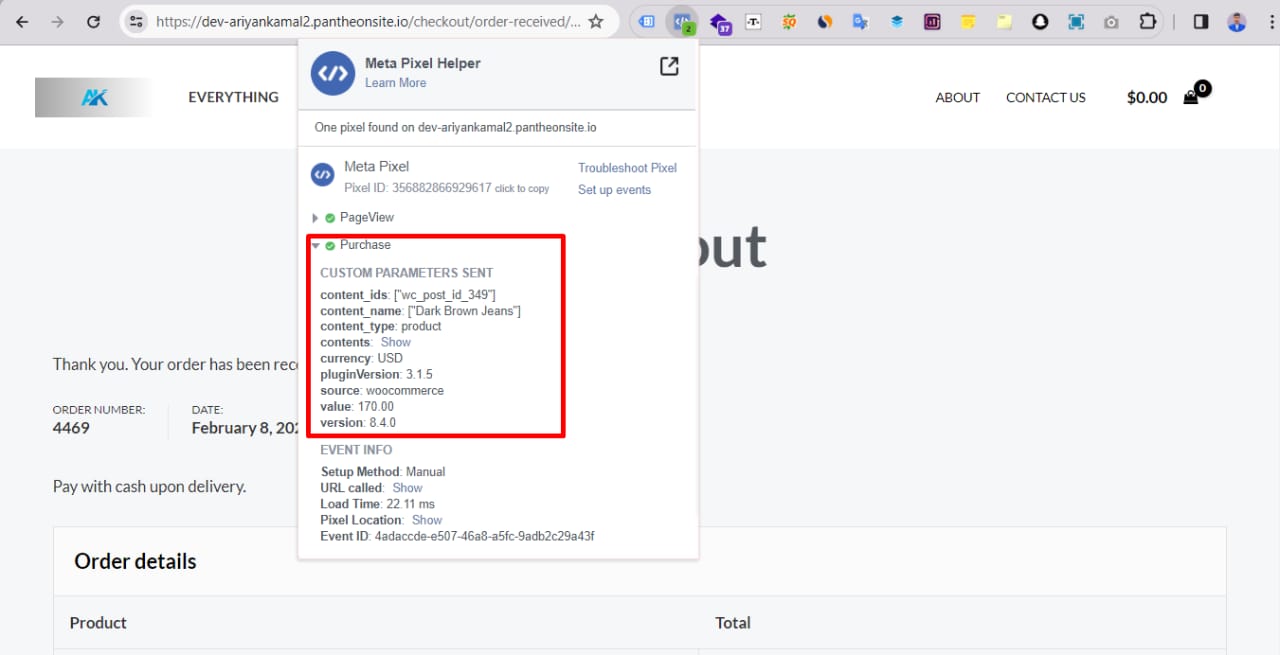 https://dev-ariyankamal2.pantheonsite.io/checkout/order-received/...
2
37
T
Meta Pixel Helper
Learn More
AK
EVERYTHING
ABOUT
CONTACT US
$0.00
0
One pixel found on dev-ariyankamal2.pantheonsite.io
Meta Pixel
Troubleshoot Pixel
Pixel ID: 356882866929617 click to copy
Set up events
PageView
Purchase
out
CUSTOM PARAMETERS SENT
content_ids: ["wc_post_id_349"]
content_name: ["Dark Brown Jeans"]
content_type: product
contents: Show
currency: USD
pluginVersion: 3.1.5
source: woocommerce
value: 170.00
version: 8.4.0
Thank you. Your order has been rece
ORDER NUMBER:
4469
DATE:
February 8, 202
EVENT INFO
Setup Method: Manual
URL called: Show
Load Time: 22.11 ms
Pixel Location: Show
Event ID: 4adaccde-e507-46a8-a5fc-9adb2c29a43f
Pay with cash upon delivery.
Order details
Product
Total